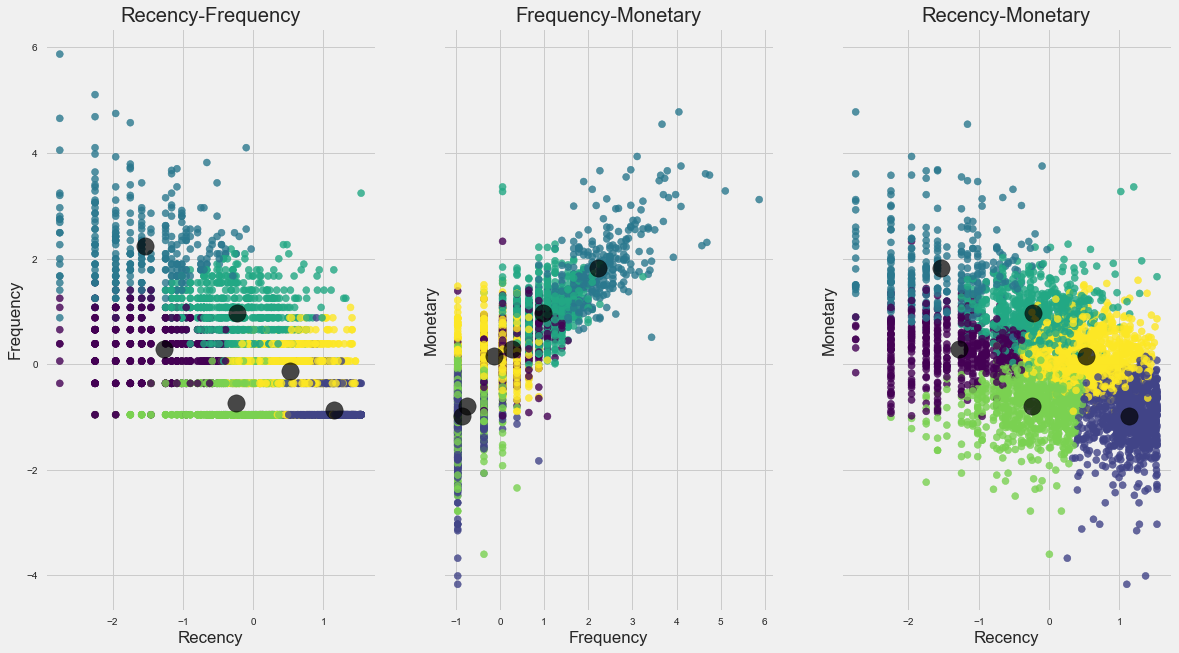 Recency-Frequency
Frequency-Monetary
Recency-Monetary
6
4
2
0
−2
−4
Frequency
Monetary
Monetary
−2 −1 0 1
−1 0 1 2 3 4 5 6
−2 −1 0 1
Recency
Frequency
Recency